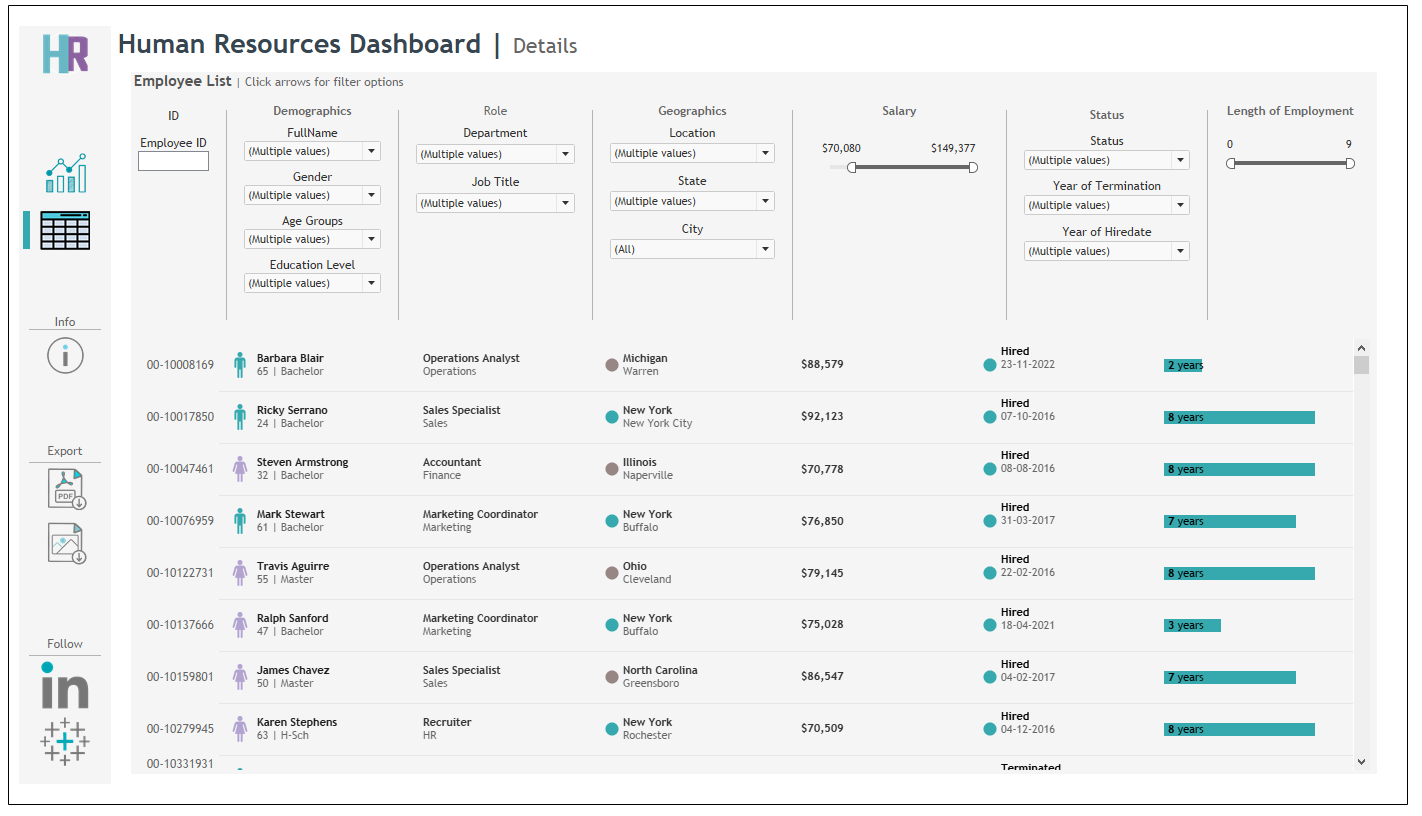 HR
Human Resources Dashboard | Details
Employee List | Click arrows for filter options
ID
Employee ID
Demographics
FullName
(Multiple values)
Gender
(Multiple values)
Age Groups
(Multiple values)
Education Level
(Multiple values)
Role
Department
(Multiple values)
Job Title
(Multiple values)
Geographics
Location
(Multiple values)
State
(Multiple values)
City
(All)
Salary
$70,080 $149,377
Status
Status
(Multiple values)
Year of Termination
(Multiple values)
Year of Hiredate
(Multiple values)
Length of Employment
0 9
Info
i
Export
PDF
Follow
in
00-10008169
Barbara Blair
65 | Bachelor
Operations Analyst
Operations
Michigan
Warren
$88,579
Hired
23-11-2022
2 years
00-10017850
Ricky Serrano
24 | Bachelor
Sales Specialist
Sales
New York
New York City
$92,123
Hired
07-10-2016
8 years
00-10047461
Steven Armstrong
32 | Bachelor
Accountant
Finance
Illinois
Naperville
$70,778
Hired
08-08-2016
8 years
00-10076959
Mark Stewart
61 | Bachelor
Marketing Coordinator
Marketing
New York
Buffalo
$76,850
Hired
31-03-2017
7 years
00-10122731
Travis Aguirre
55 | Master
Operations Analyst
Operations
Ohio
Cleveland
$79,145
Hired
22-02-2016
8 years
00-10137666
Ralph Sanford
47 | Bachelor
Marketing Coordinator
Marketing
New York
Buffalo
$75,028
Hired
18-04-2021
3 years
00-10159801
James Chavez
50 | Master
Sales Specialist
Sales
North Carolina
Greensboro
$86,547
Hired
04-02-2017
7 years
00-10279945
Karen Stephens
63 | H-Sch
Recruiter
HR
New York
Rochester
$70,509
Hired
04-12-2016
8 years
00-10331931
Terminated